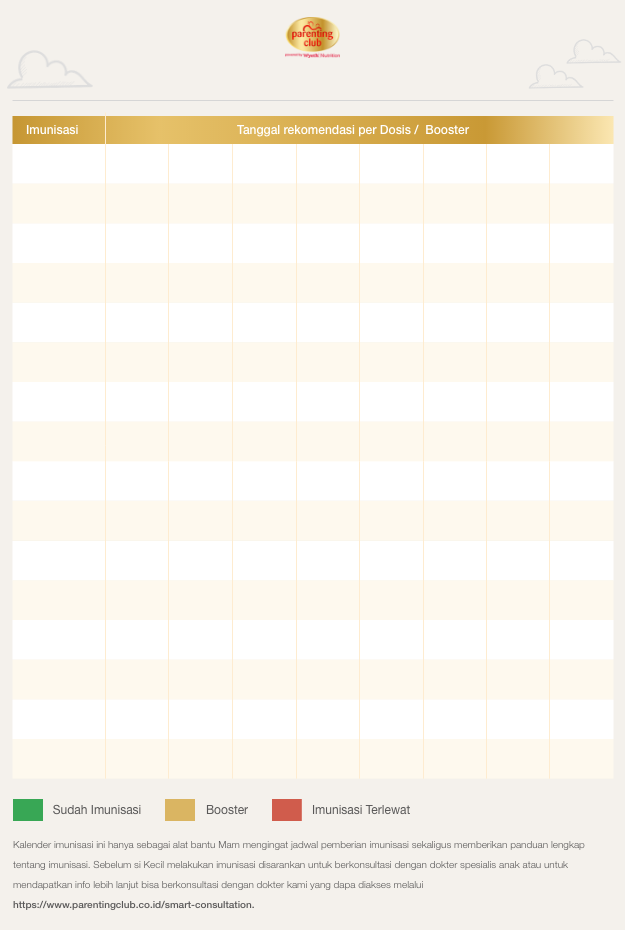 parenting
club
Wyeth Nutrition
Imunisasi
Tanggal rekomendasi per Dosis / Booster
Sudah Imunisasi
Booster
Imunisasi Terlewat
Kalender imunisasi ini hanya sebagai alat bantu Mam mengingat jadwal pemberian imunisasi sekaligus memberikan panduan lengkap
tentang imunisasi. Sebelum si Kecil melakukan imunisasi disarankan untuk berkonsultasi dengan dokter spesialis anak atau untuk
mendapatkan info lebih lanjut bisa berkonsultasi dengan dokter kami yang dapa diakses melalui
https://www.parentingclub.co.id/smart-consultation.